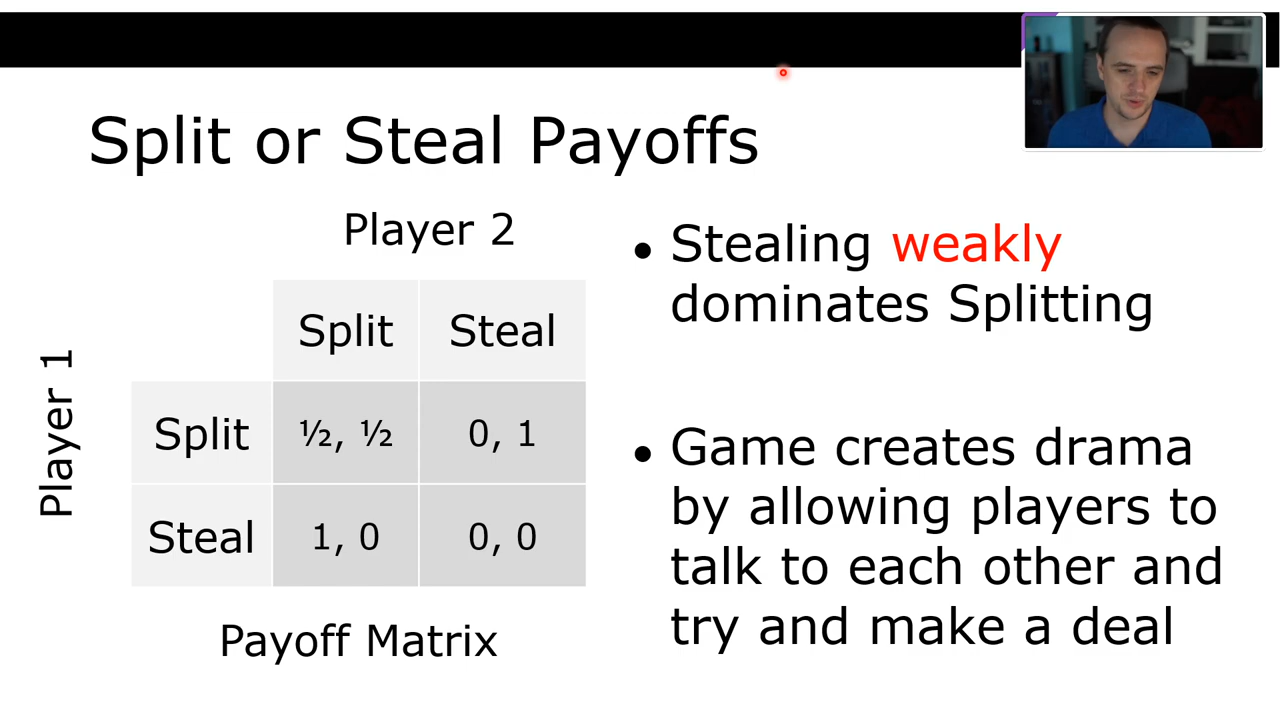 Split or Steal Payoffs
Player 2
Player 1
Split Steal
Split ½, ½ 0, 1
Steal 1, 0 0, 0
Payoff Matrix
• Stealing weakly
dominates Splitting
• Game creates drama
by allowing players to
talk to each other and
try and make a deal